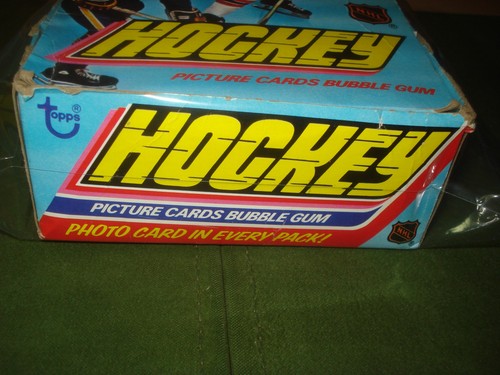 HOCKEY
NHL
PICTURE CARDS BUBBLE GUM
topps®
HOCKEY
PICTURE CARDS BUBBLE GUM
PHOTO CARD IN EVERY PACK!
NHL